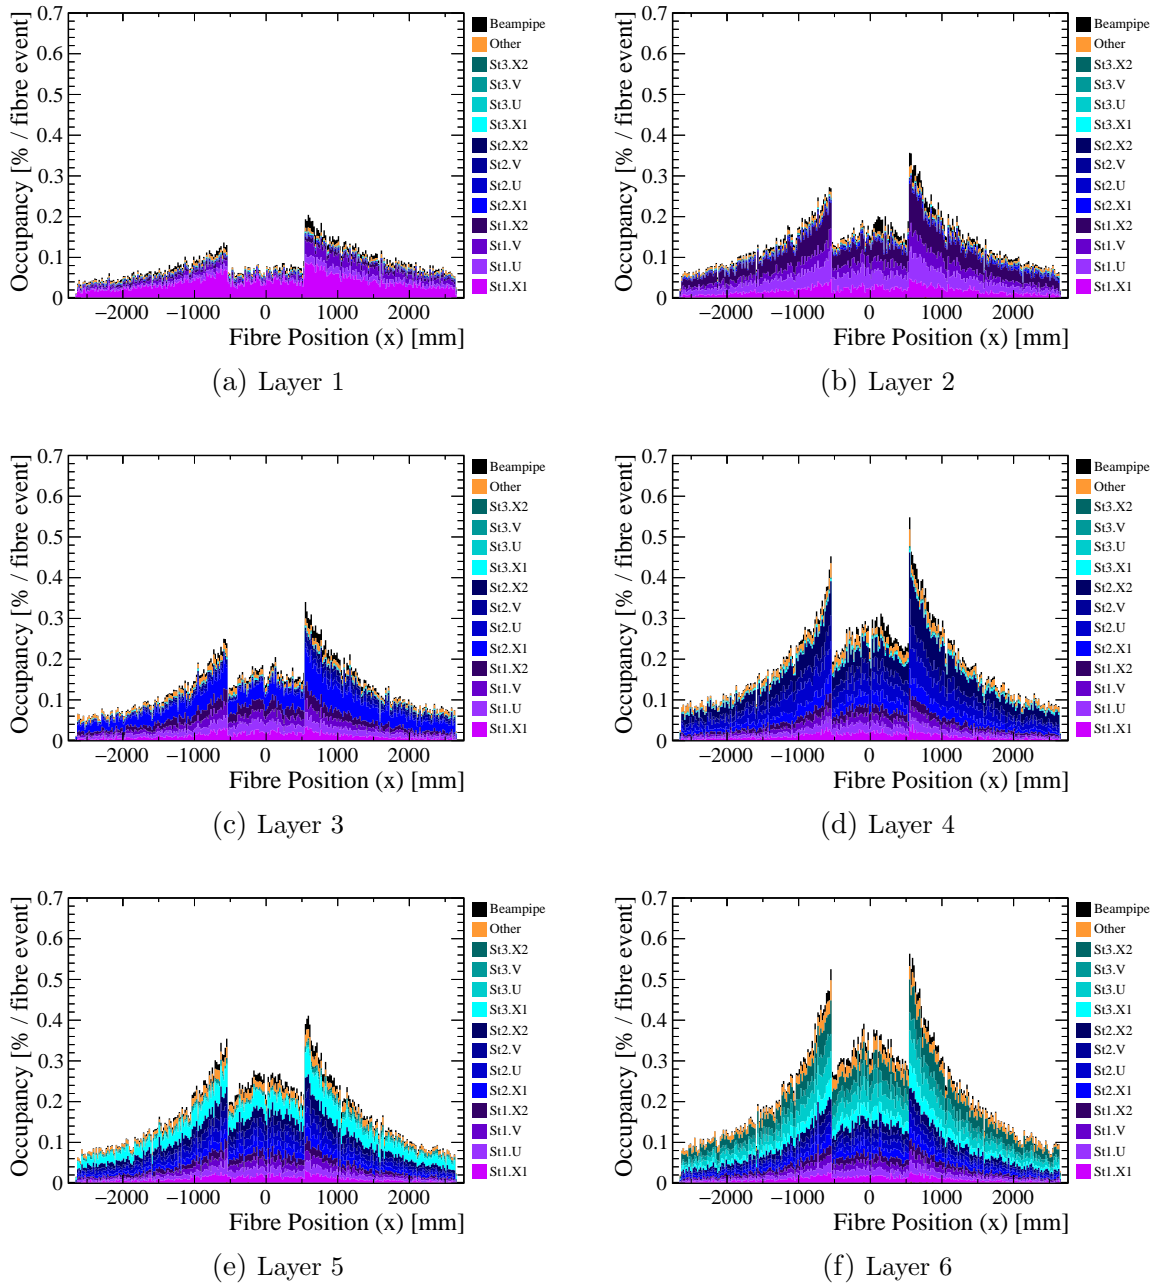 0.7
0.6
0.5
0.4
0.3
0.2
0.1
0
Occupancy [% / fibre event]
−2000 −1000 0 1000 2000
Fibre Position (x) [mm]
Beampipe
Other
St3.X2
St3.V
St3.U
St3.X1
St2.X2
St2.V
St2.U
St2.X1
St1.X2
St1.V
St1.U
St1.X1
(a) Layer 1
0.7
0.6
0.5
0.4
0.3
0.2
0.1
0
Occupancy [% / fibre event]
−2000 −1000 0 1000 2000
Fibre Position (x) [mm]
Beampipe
Other
St3.X2
St3.V
St3.U
St3.X1
St2.X2
St2.V
St2.U
St2.X1
St1.X2
St1.V
St1.U
St1.X1
(b) Layer 2
0.7
0.6
0.5
0.4
0.3
0.2
0.1
0
Occupancy [% / fibre event]
−2000 −1000 0 1000 2000
Fibre Position (x) [mm]
Beampipe
Other
St3.X2
St3.V
St3.U
St3.X1
St2.X2
St2.V
St2.U
St2.X1
St1.X2
St1.V
St1.U
St1.X1
(c) Layer 3
0.7
0.6
0.5
0.4
0.3
0.2
0.1
0
Occupancy [% / fibre event]
−2000 −1000 0 1000 2000
Fibre Position (x) [mm]
Beampipe
Other
St3.X2
St3.V
St3.U
St3.X1
St2.X2
St2.V
St2.U
St2.X1
St1.X2
St1.V
St1.U
St1.X1
(d) Layer 4
0.7
0.6
0.5
0.4
0.3
0.2
0.1
0
Occupancy [% / fibre event]
−2000 −1000 0 1000 2000
Fibre Position (x) [mm]
Beampipe
Other
St3.X2
St3.V
St3.U
St3.X1
St2.X2
St2.V
St2.U
St2.X1
St1.X2
St1.V
St1.U
St1.X1
(e) Layer 5
0.7
0.6
0.5
0.4
0.3
0.2
0.1
0
Occupancy [% / fibre event]
−2000 −1000 0 1000 2000
Fibre Position (x) [mm]
Beampipe
Other
St3.X2
St3.V
St3.U
St3.X1
St2.X2
St2.V
St2.U
St2.X1
St1.X2
St1.V
St1.U
St1.X1
(f) Layer 6